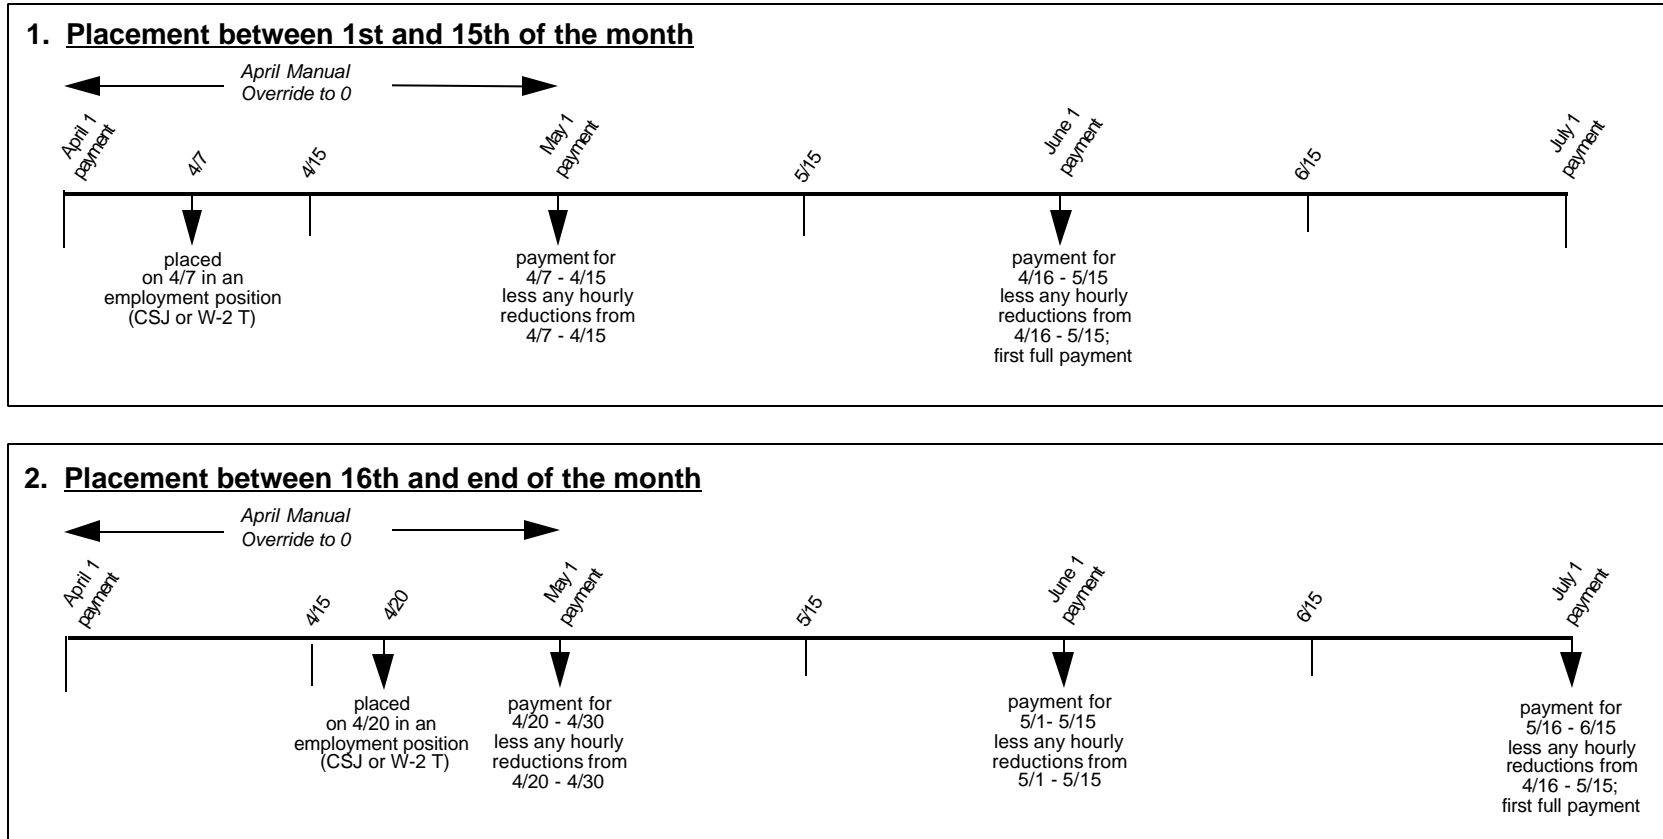 1. Placement between 1st and 15th of the month
April Manual
Override to 0
April 1
payment
4/7
4/15
May 1
payment
5/15
June 1
payment
6/15
July 1
payment
placed
on 4/7 in an
employment position
(CSJ or W-2 T)
payment for
4/7 - 4/15
less any hourly
reductions from
4/7 - 4/15
payment for
4/16 - 5/15
less any hourly
reductions from
4/16 - 5/15;
first full payment
2. Placement between 16th and end of the month
April Manual
Override to 0
April 1
payment
4/15
4/20
May 1
payment
5/15
June 1
payment
6/15
July 1
payment
placed
on 4/20 in an
employment position
(CSJ or W-2 T)
payment for
4/20 - 4/30
less any hourly
reductions from
4/20 - 4/30
payment for
5/1- 5/15
less any hourly
reductions from
5/1 - 5/15
payment for
5/16 - 6/15
less any hourly
reductions from
4/16 - 5/15;
first full payment